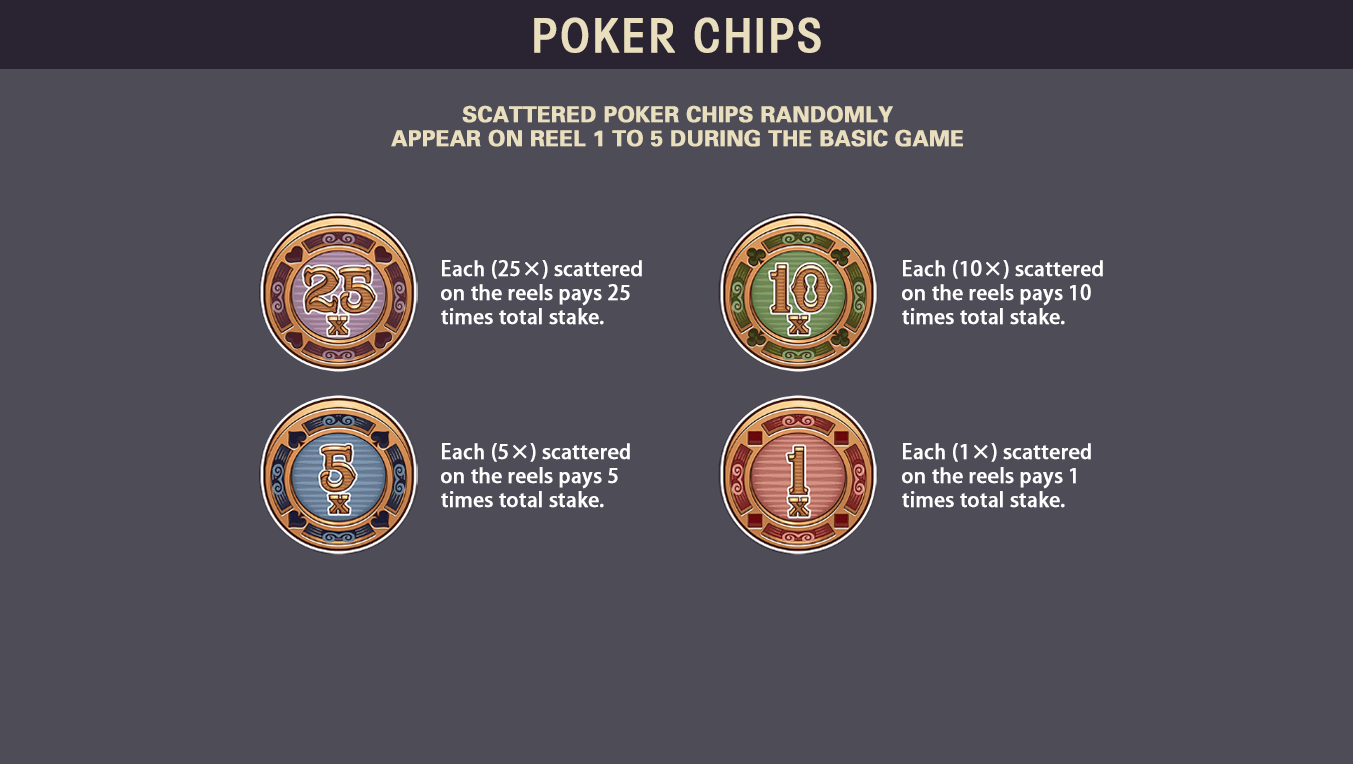 POKER CHIPS
SCATTERED POKER CHIPS RANDOMLY
APPEAR ON REEL 1 TO 5 DURING THE BASIC GAME
25
x
Each (25×) scattered
on the reels pays 25
times total stake.
10
x
Each (10×) scattered
on the reels pays 10
times total stake.
5
x
Each (5×) scattered
on the reels pays 5
times total stake.
1
x
Each (1×) scattered
on the reels pays 1
times total stake.